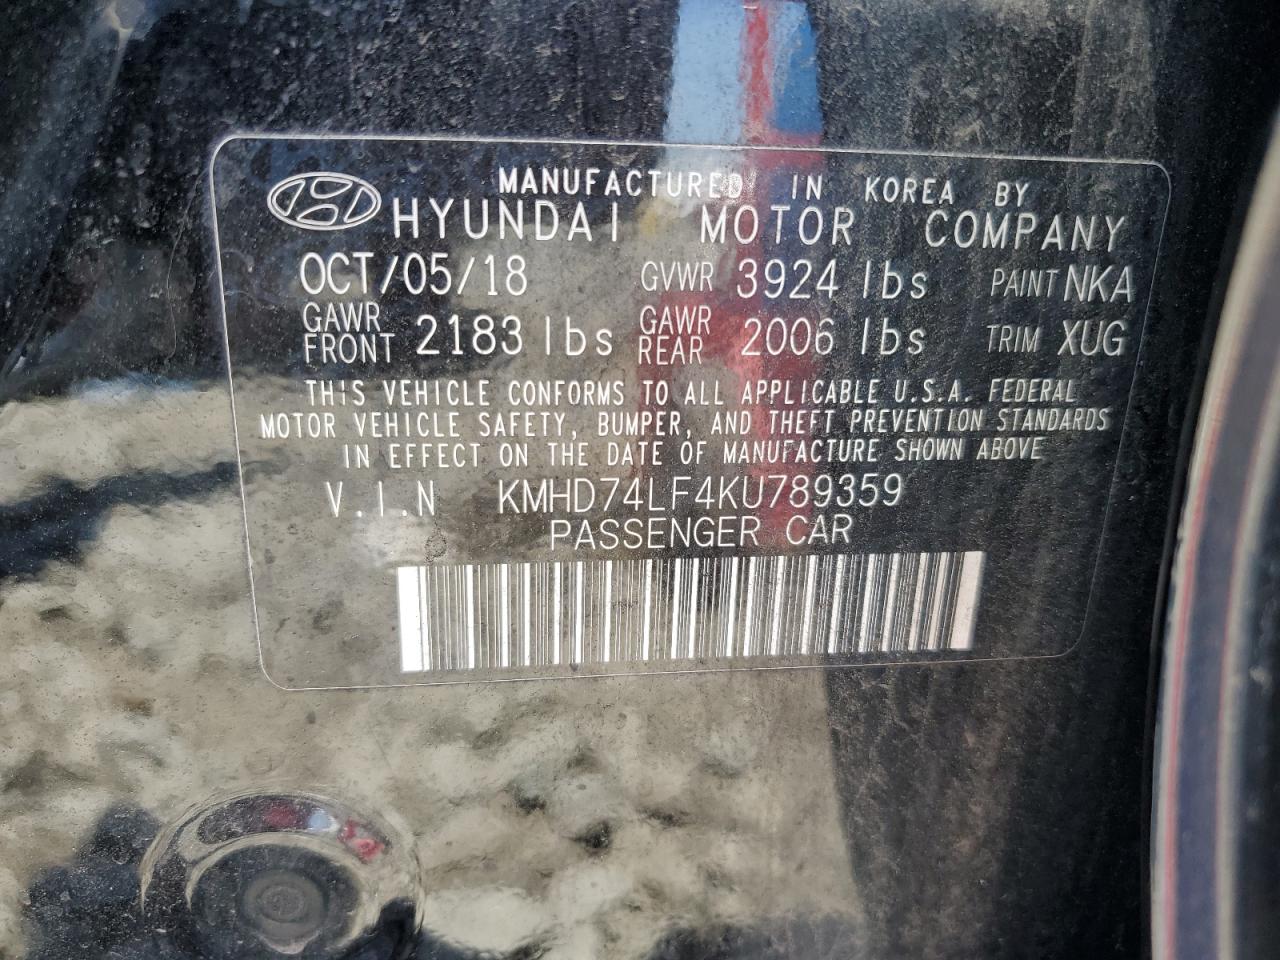 MANUFACTURED IN KOREA BY
HYUNDAI MOTOR COMPANY
OCT/05/18 GVWR 3924 lbs PAINT NKA
GAWR FRONT 2183 lbs GAWR REAR 2006 lbs TRIM XUG
THIS VEHICLE CONFORMS TO ALL APPLICABLE U.S.A. FEDERAL
MOTOR VEHICLE SAFETY, BUMPER, AND THEFT PREVENTION STANDARDS
IN EFFECT ON THE DATE OF MANUFACTURE SHOWN ABOVE
V.I.N KMHD74LF4KU789359
PASSENGER CAR